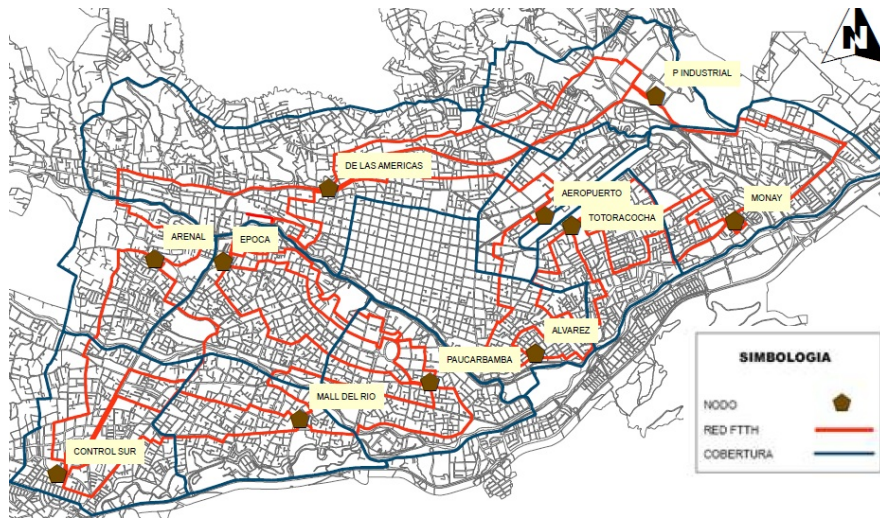 N
P INDUSTRIAL
DE LAS AMERICAS
AEROPUERTO
MONAY
TOTORACOCHA
ARENAL
EPOCA
ALVAREZ
PAUCARBAMBA
MALL DEL RIO
CONTROL SUR
SIMBOLOGIA
NODO
RED FTTH
COBERTURA